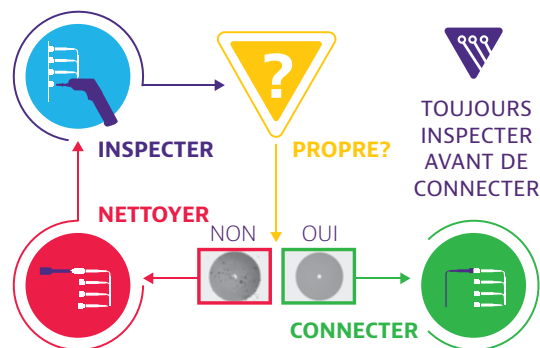 ?
INSPECTER
PROPRE?
TOUJOURS
INSPECTER
AVANT DE
CONNECTER
NETTOYER
NON
OUI
CONNECTER